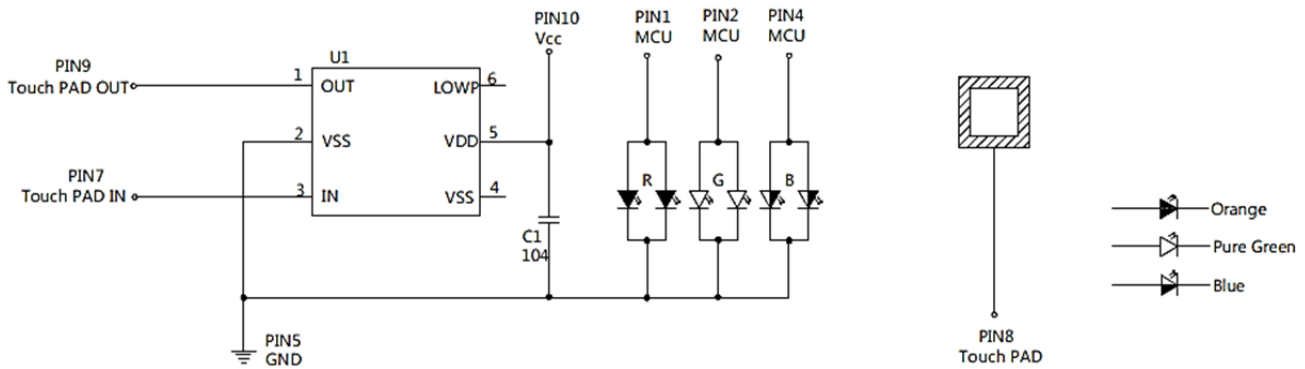 PIN9
Touch PAD OUT
PIN7
Touch PAD IN
U1
1
OUT
LOWP
6
2
VSS
VDD
5
3
IN
VSS
4
PIN10
Vcc
C1
104
PIN5
GND
PIN1
MCU
PIN2
MCU
PIN4
MCU
R
G
B
PIN8
Touch PAD
Orange
Pure Green
Blue